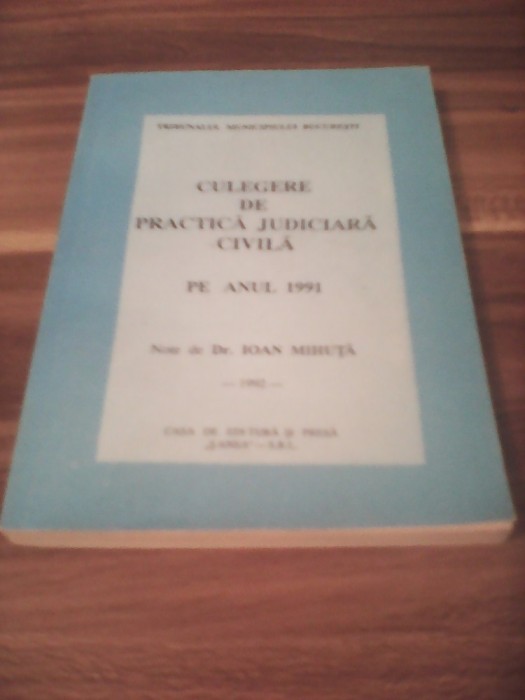 TRIBUNALUL MUNICIPIULUI BUCUREȘTI
CULEGERE
DE
PRACTICĂ JUDICIARĂ
CIVILĂ
PE ANUL 1991
Note de Dr. IOAN MIHUȚĂ
— 1992 —
CASA DE EDITURĂ ȘI PRESĂ
— S.R.L.